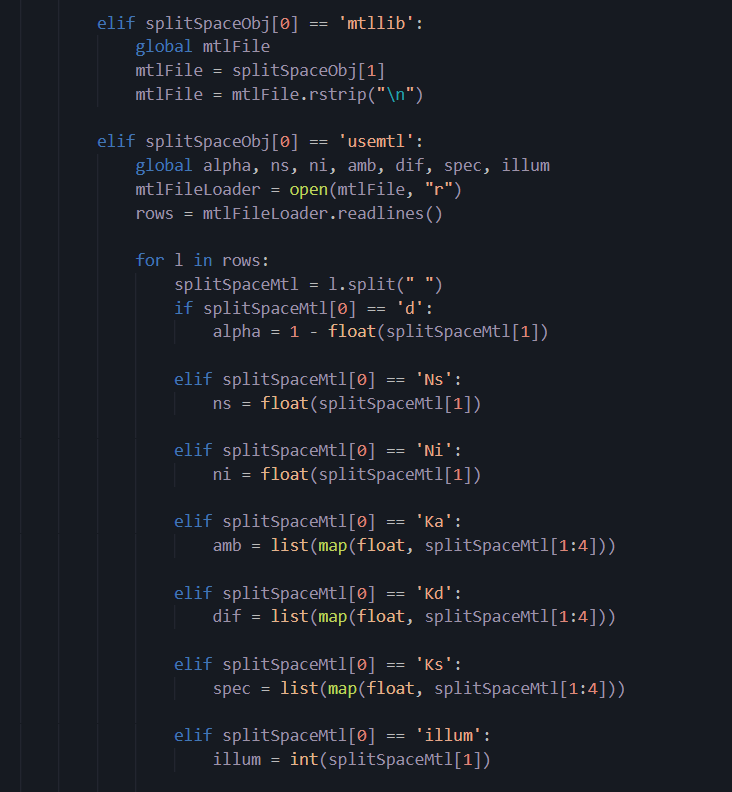 elif splitSpaceObj[0] == 'mtllib':
global mtlFile
mtlFile = splitSpaceObj[1]
mtlFile = mtlFile.rstrip("\n")
elif splitSpaceObj[0] == 'usemtl':
global alpha, ns, ni, amb, dif, spec, illum
mtlFileLoader = open(mtlFile, "r")
rows = mtlFileLoader.readlines()
for l in rows:
splitSpaceMtl = l.split(" ")
if splitSpaceMtl[0] == 'd':
alpha = 1 - float(splitSpaceMtl[1])
elif splitSpaceMtl[0] == 'Ns':
ns = float(splitSpaceMtl[1])
elif splitSpaceMtl[0] == 'Ni':
ni = float(splitSpaceMtl[1])
elif splitSpaceMtl[0] == 'Ka':
amb = list(map(float, splitSpaceMtl[1:4]))
elif splitSpaceMtl[0] == 'Kd':
dif = list(map(float, splitSpaceMtl[1:4]))
elif splitSpaceMtl[0] == 'Ks':
spec = list(map(float, splitSpaceMtl[1:4]))
elif splitSpaceMtl[0] == 'illum':
illum = int(splitSpaceMtl[1])